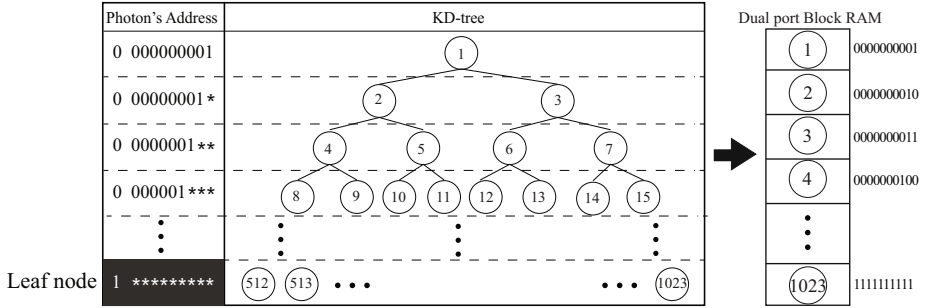 Photon's Address KD-tree Dual port Block RAM
0 000000001 1 1 0000000001
0 00000001* 2 3 2 0000000010
0 0000001** 4 5 6 7 3 0000000011
0 000001*** 8 9 10 11 12 13 14 15 4 0000000100
Leaf node 1 ********* 512 513 ••• ••• 1023 1023 1111111111